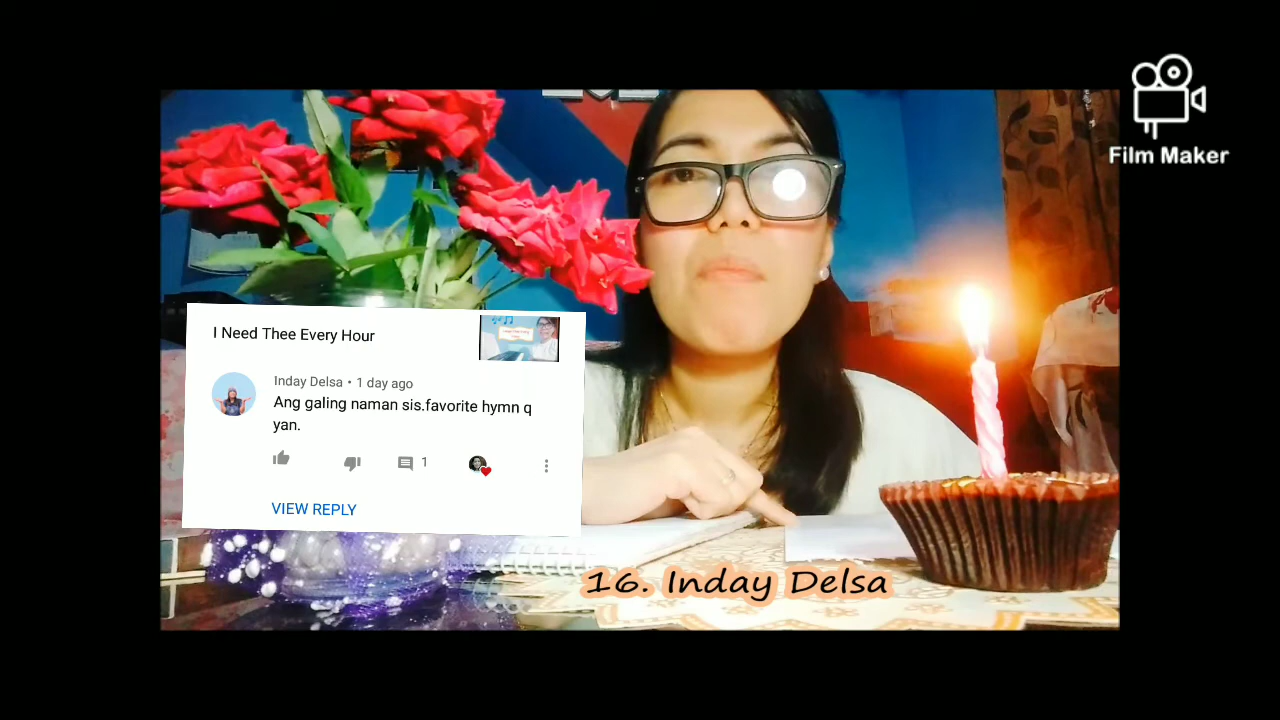 Film Maker
I Need Thee Every Hour
Inday Delsa • 1 day ago
Ang galing naman sis.favorite hymn q
yan.
1
VIEW REPLY
16. Inday Delsa